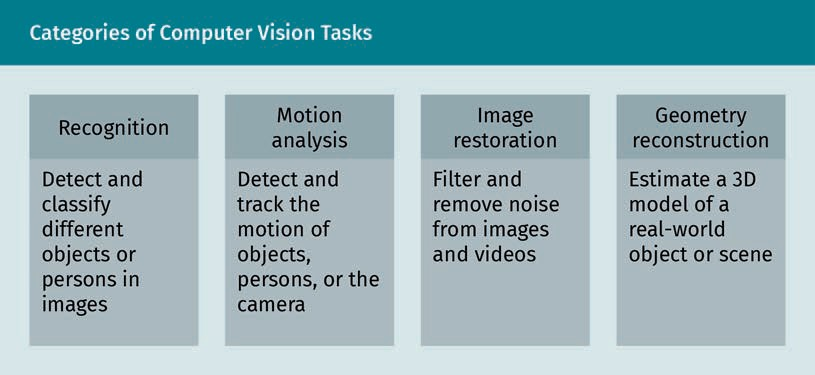 Categories of Computer Vision Tasks
Recognition
Detect and
classify
different
objects or
persons in
images
Motion
analysis
Detect and
track the
motion of
objects,
persons, or the
camera
Image
restoration
Filter and
remove noise
from images
and videos
Geometry
reconstruction
Estimate a 3D
model of a
real-world
object or scene